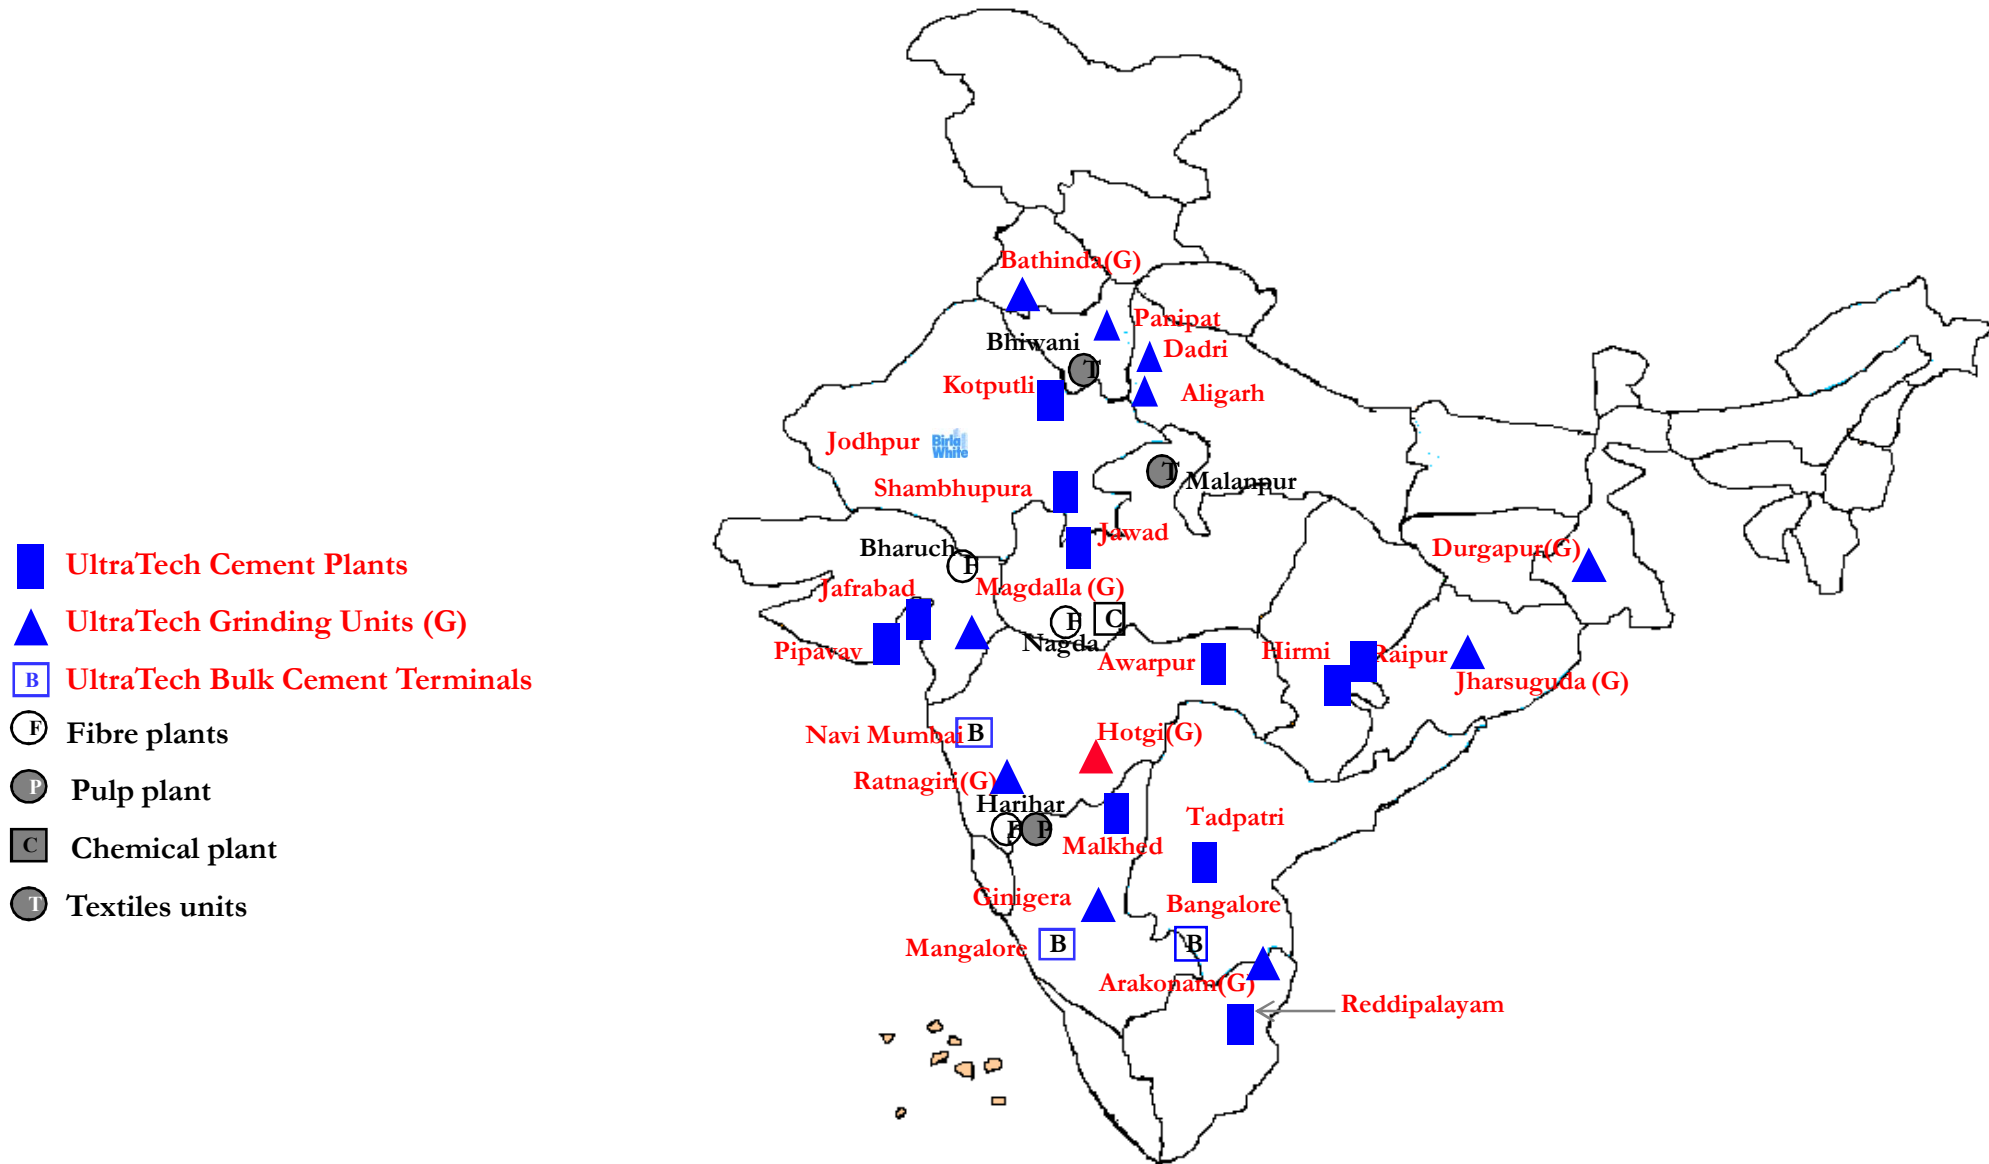 Bathinda(G)
Panipat
Bhiwani
T
Dadri
Kotputli
Aligarh
Jodhpur
Birla
White
T
Malanpur
Shambhupura
Jawad
Bharuch
F
Durgapur(G)
UltraTech Cement Plants
Jafrabad
Magdalla (G)
UltraTech Grinding Units (G)
F
C
Nagda
Pipavav
Awarpur
Hirmi
Raipur
Jharsuguda (G)
B
UltraTech Bulk Cement Terminals
F
Fibre plants
Navi Mumbai
B
Hotgi(G)
P
Pulp plant
Ratnagiri(G)
Harihar
F
P
Tadpatri
C
Chemical plant
Malkhed
T
Textiles units
Ginigera
Bangalore
Mangalore
B
B
Arakonam(G)
Reddipalayam